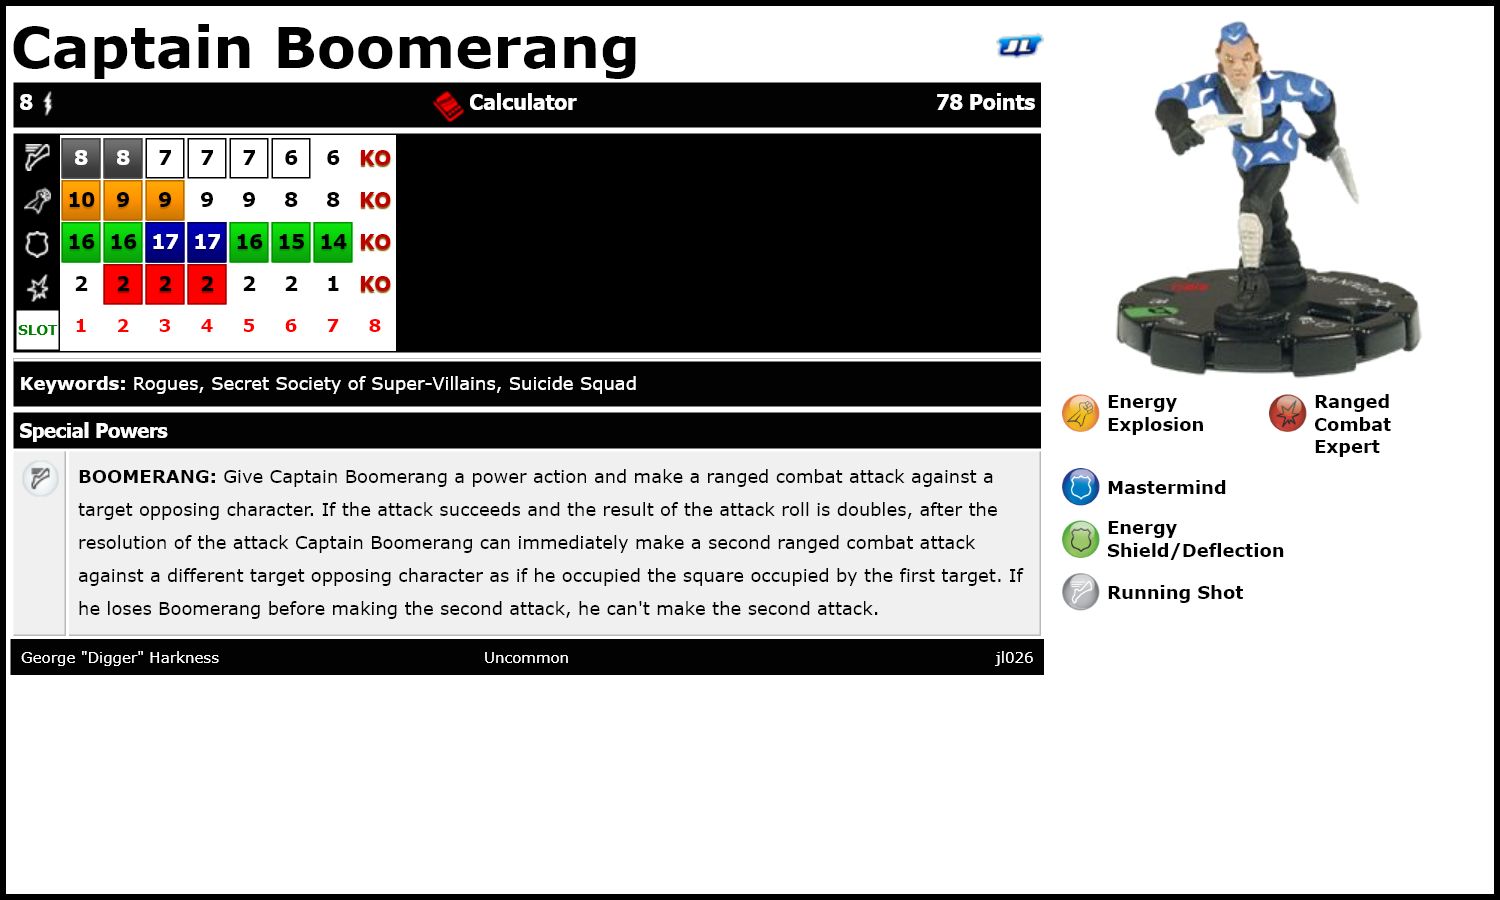 Captain Boomerang
JL
8 Calculator 78 Points
8 8 7 7 7 6 6 KO
10 9 9 9 9 8 8 KO
16 16 17 17 16 15 14 KO
2 2 2 2 2 2 1 KO
SLOT 1 2 3 4 5 6 7 8
Keywords: Rogues, Secret Society of Super-Villains, Suicide Squad
Special Powers
BOOMERANG: Give Captain Boomerang a power action and make a ranged combat attack against a
target opposing character. If the attack succeeds and the result of the attack roll is doubles, after the
resolution of the attack Captain Boomerang can immediately make a second ranged combat attack
against a different target opposing character as if he occupied the square occupied by the first target. If
he loses Boomerang before making the second attack, he can't make the second attack.
George "Digger" Harkness Uncommon jl026
Energy
Explosion
Ranged
Combat
Expert
Mastermind
Energy
Shield/Deflection
Running Shot